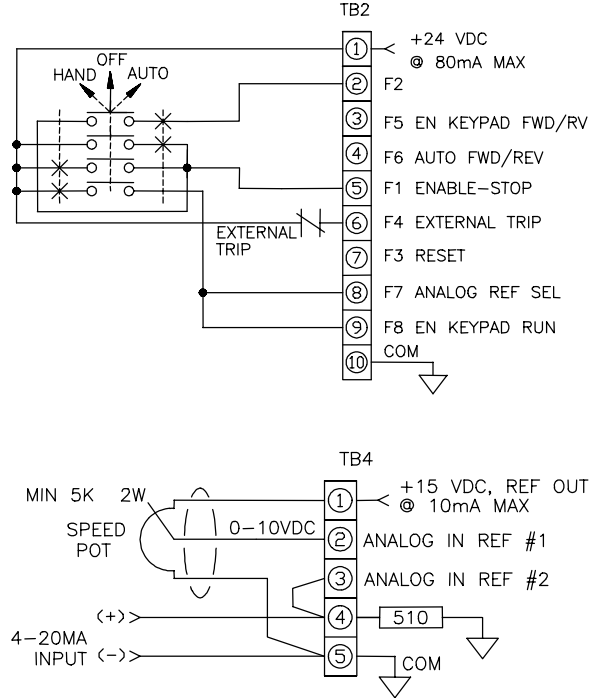 TB2
1 +24 VDC
@ 80mA MAX
HAND OFF AUTO
2 F2
3 F5 EN KEYPAD FWD/RV
4 F6 AUTO FWD/REV
5 F1 ENABLE-STOP
EXTERNAL
TRIP
6 F4 EXTERNAL TRIP
7 F3 RESET
8 F7 ANALOG REF SEL
9 F8 EN KEYPAD RUN
10 COM
TB4
MIN 5K 2W
SPEED
POT
1 +15 VDC, REF OUT
@ 10mA MAX
0-10VDC
2 ANALOG IN REF #1
3 ANALOG IN REF #2
(+)
4 510
4-20MA
INPUT (-)
5 COM